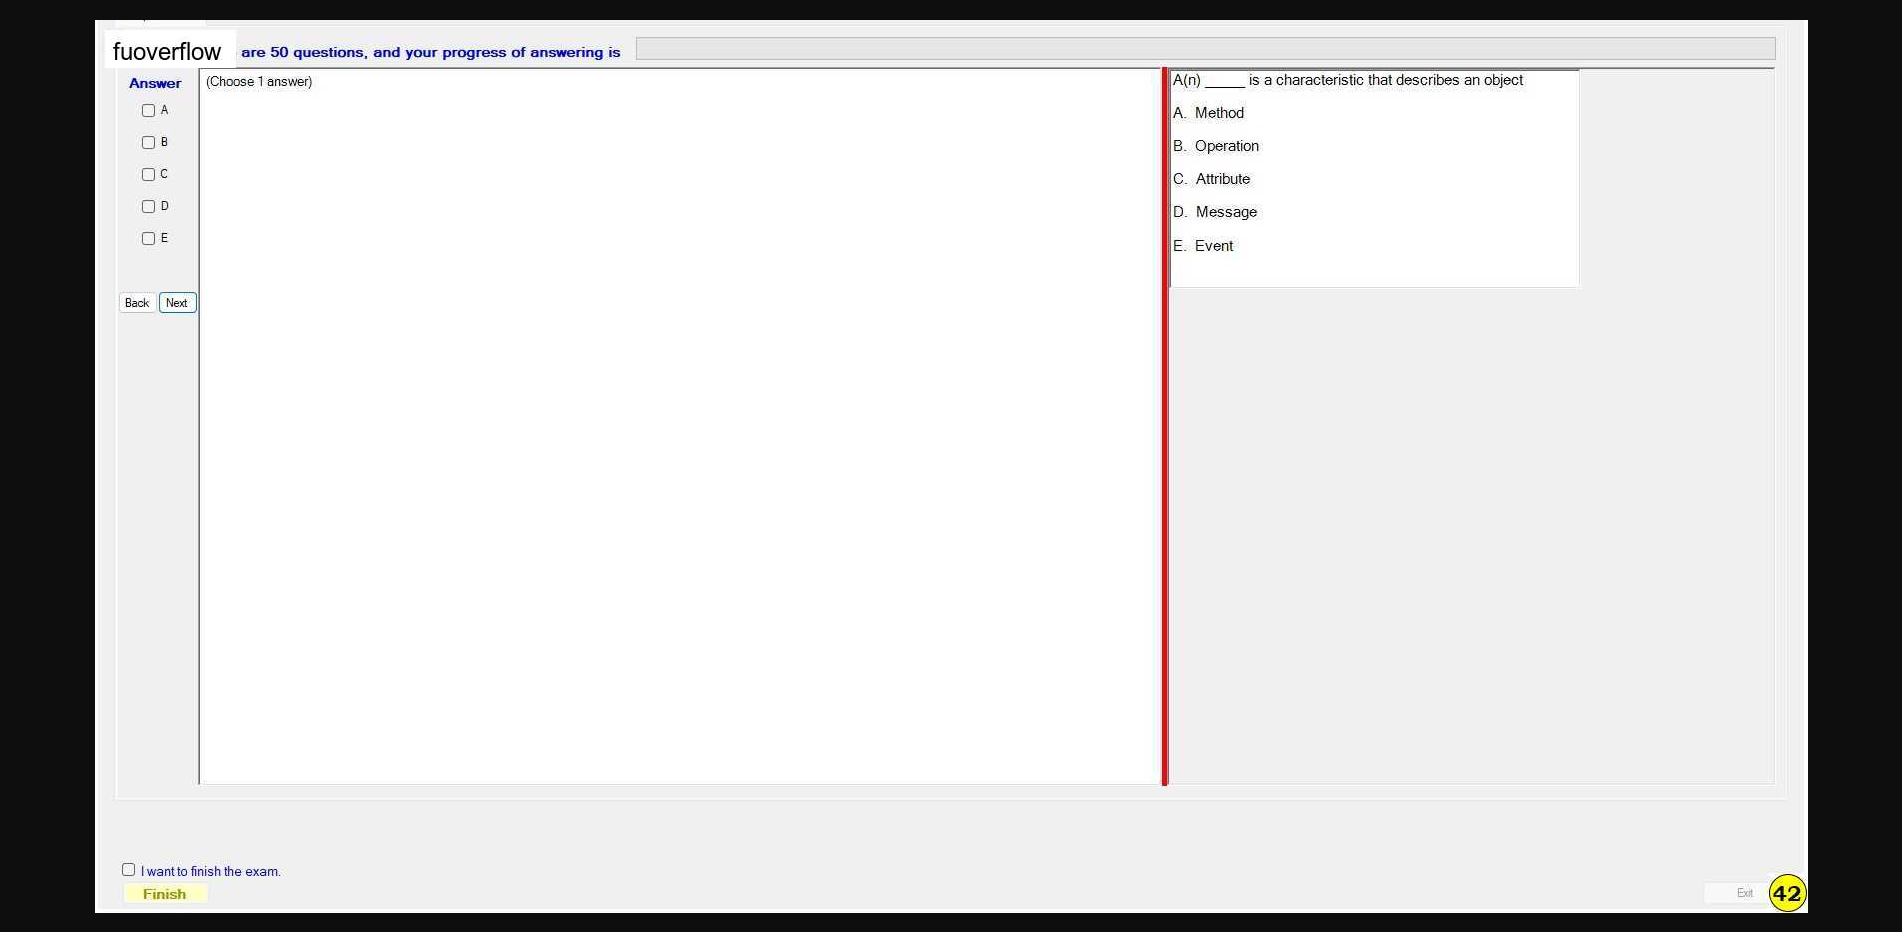 fuoverflow are 50 questions, and your progress of answering is
Answer
(Choose 1 answer)
A
B
C
D
E
Back Next
A(n) _____ is a characteristic that describes an object
A. Method
B. Operation
C. Attribute
D. Message
E. Event
I want to finish the exam.
Finish
Exit
42